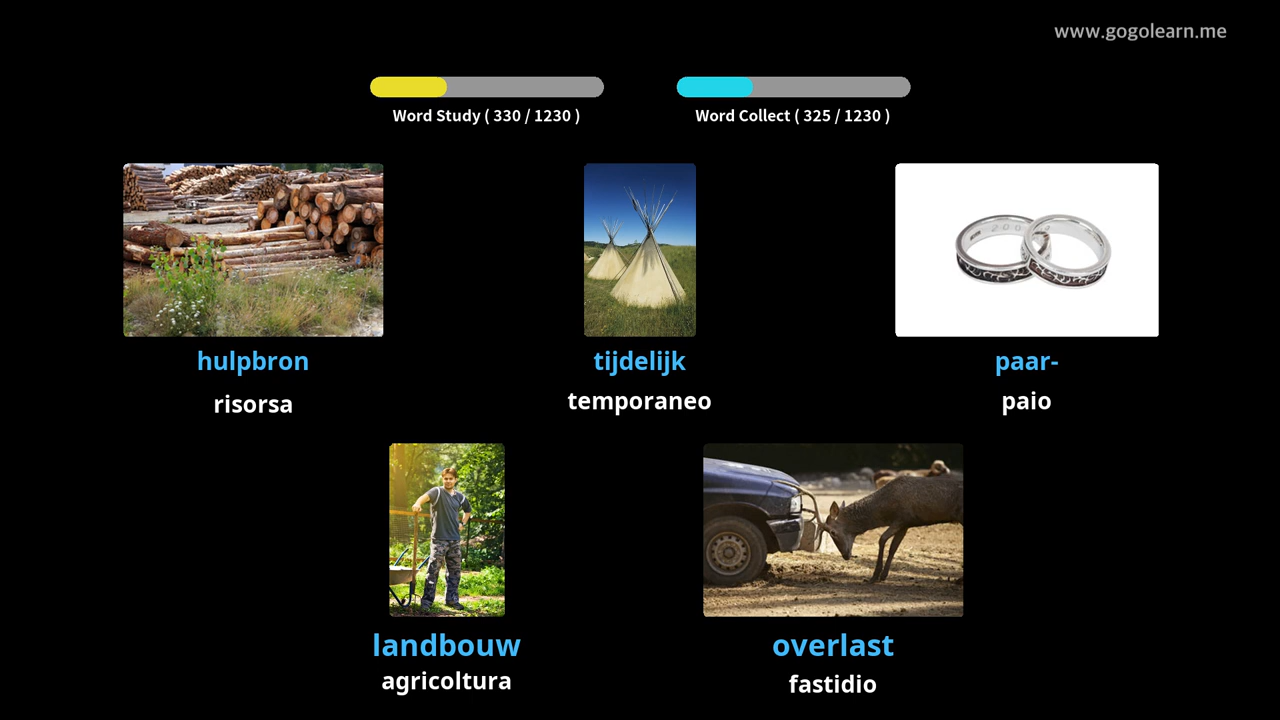 www.gogolearn.me
Word Study ( 330 / 1230 )
Word Collect ( 325 / 1230 )
hulpbron
risorsa
tijdelijk
temporaneo
paar-
paio
landbouw
agricoltura
overlast
fastidio